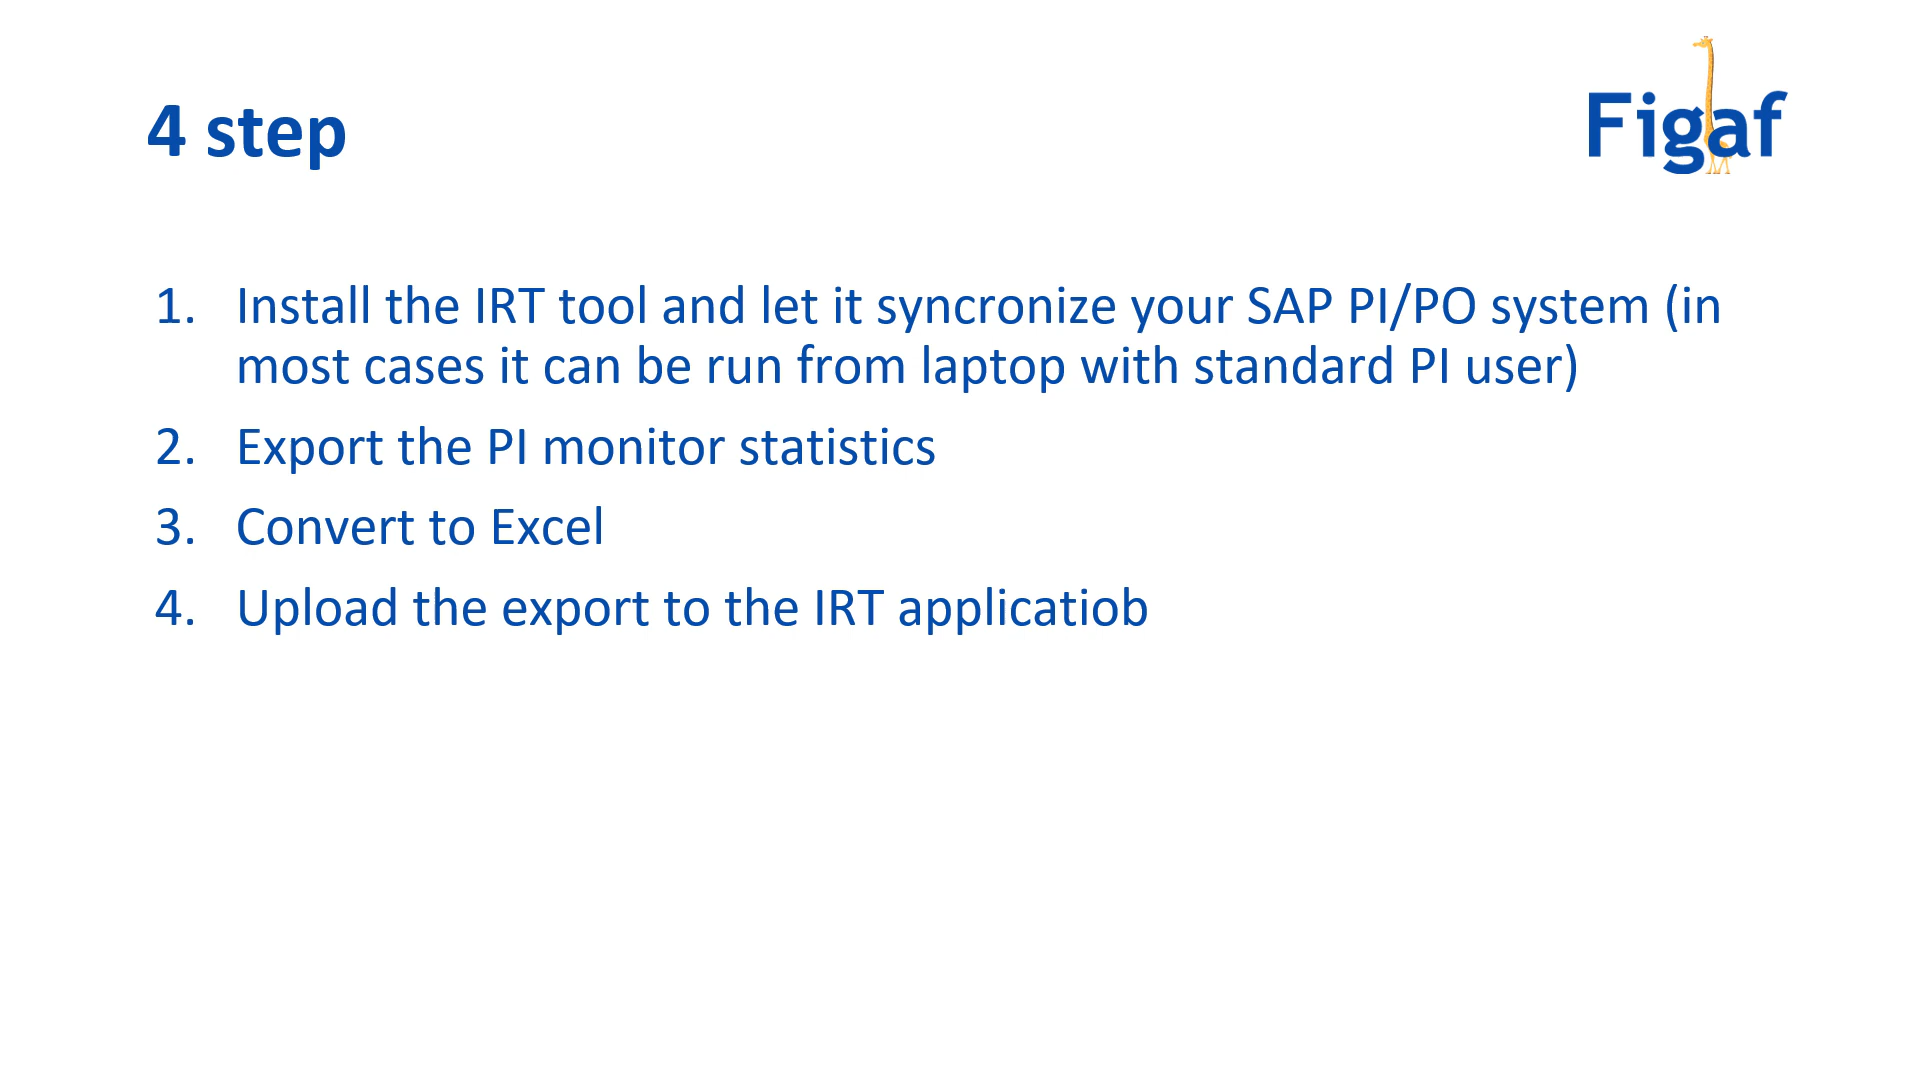 4 step
Figaf
1. Install the IRT tool and let it syncronize your SAP PI/PO system (in
most cases it can be run from laptop with standard PI user)
2. Export the PI monitor statistics
3. Convert to Excel
4. Upload the export to the IRT applicatiob